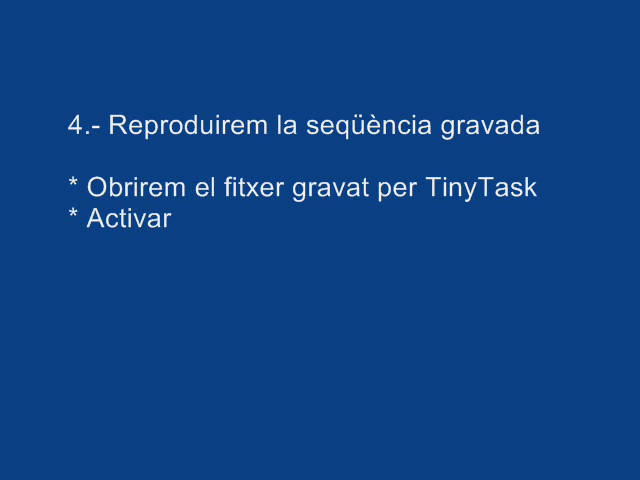 4.- Reproduirem la seqüència gravada
* Obrirem el fitxer gravat per TinyTask
* Activar